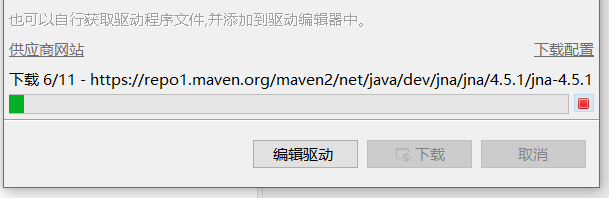 也可以自行获取驱动程序文件,并添加到驱动编辑器中。
供应商网站 下载配置
下载 6/11 - https://repo1.maven.org/maven2/net/java/dev/jna/jna/4.5.1/jna-4.5.1
编辑驱动 下载 取消